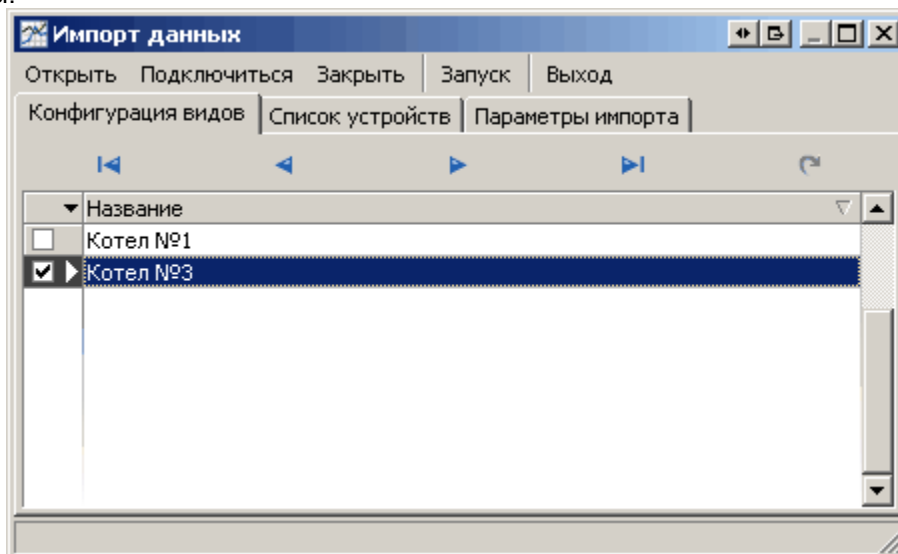 Импорт данных
Открыть Подключиться Закрыть Запуск Выход
Конфигурация видов Список устройств Параметры импорта
Название
Котел №1
Котел №3